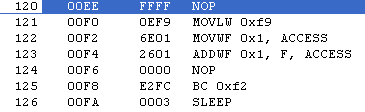 120 00EE FFFF NOP
121 00F0 0EF9 MOVLW 0xf9
122 00F2 6E01 MOVWF 0x1, ACCESS
123 00F4 2601 ADDWF 0x1, F, ACCESS
124 00F6 0000 NOP
125 00F8 E2FC BC 0xf2
126 00FA 0003 SLEEP